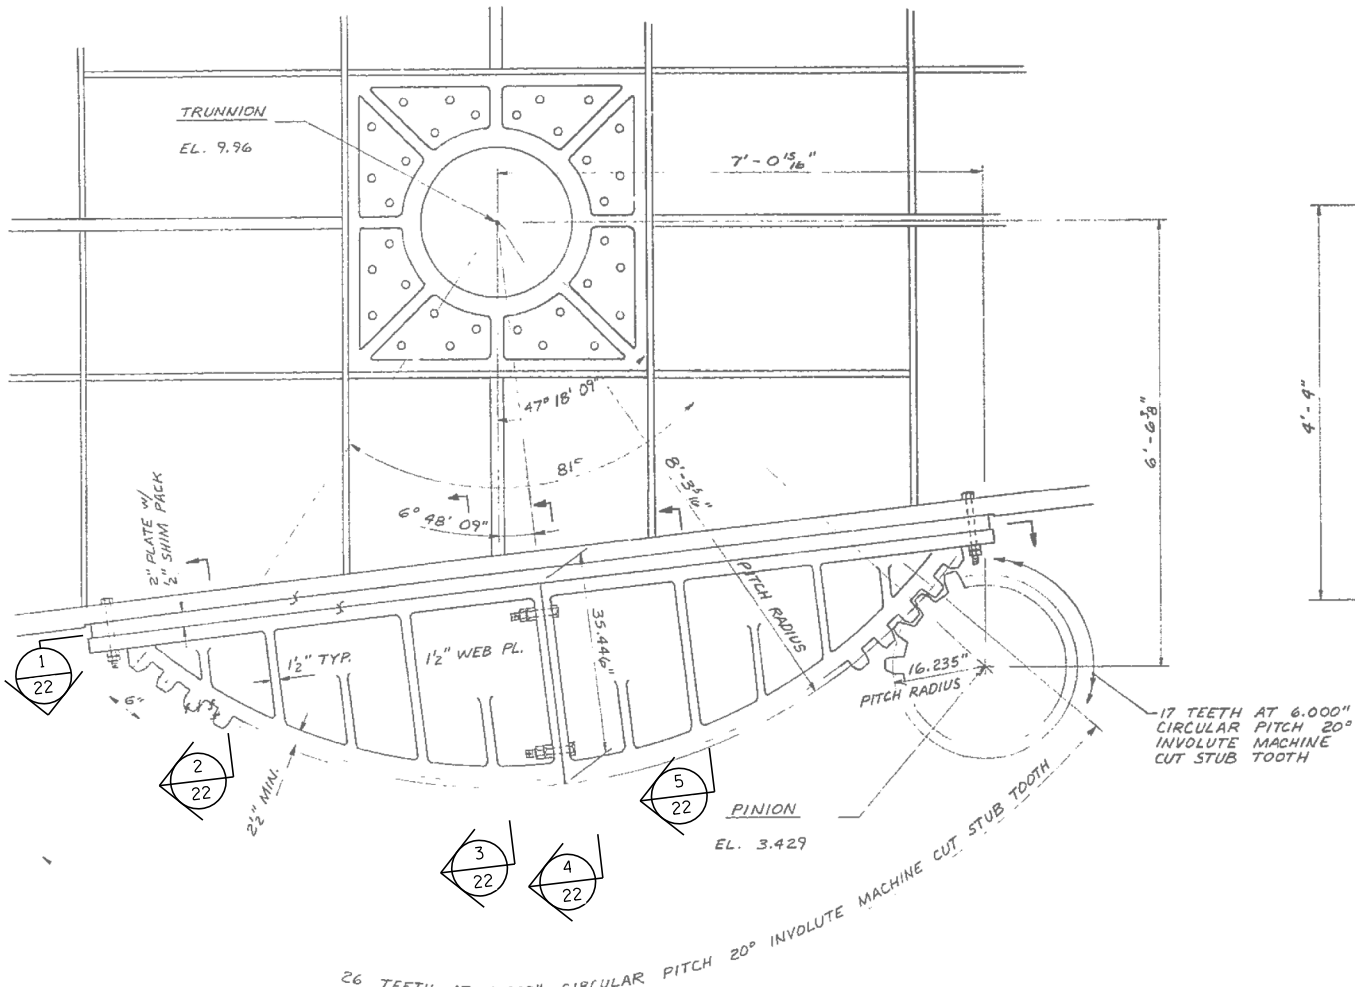 TRUNNION
EL. 9.96
7'-0 15/16"
6'-6 3/8"
4'-4"
47° 18' 09"
81°
8'-3 5/16"
PITCH RADIUS
6° 48' 09"
2" PLATE W/
1/2" SHIM PACK
1
22
1 1/2" TYP.
1 1/2" WEB PL.
35.446"
16.235"
PITCH RADIUS
6"
2
22
2 1/2" MIN.
17 TEETH AT 6.000"
CIRCULAR PITCH 20°
INVOLUTE MACHINE
CUT STUB TOOTH
5
22
PINION
EL. 3.429
3
22
4
22
26 TEETH AT CIRCULAR PITCH 20° INVOLUTE MACHINE CUT STUB TOOTH